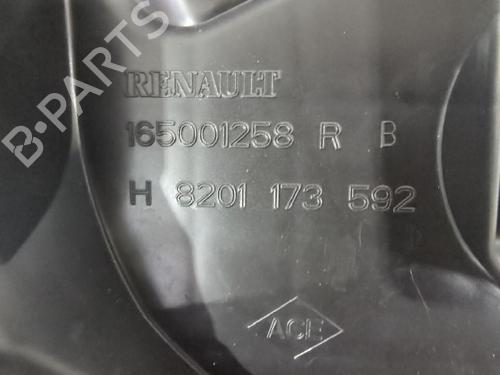 B-PARTS
RENAULT
165001258 R B
H 8201 173 592
ACE